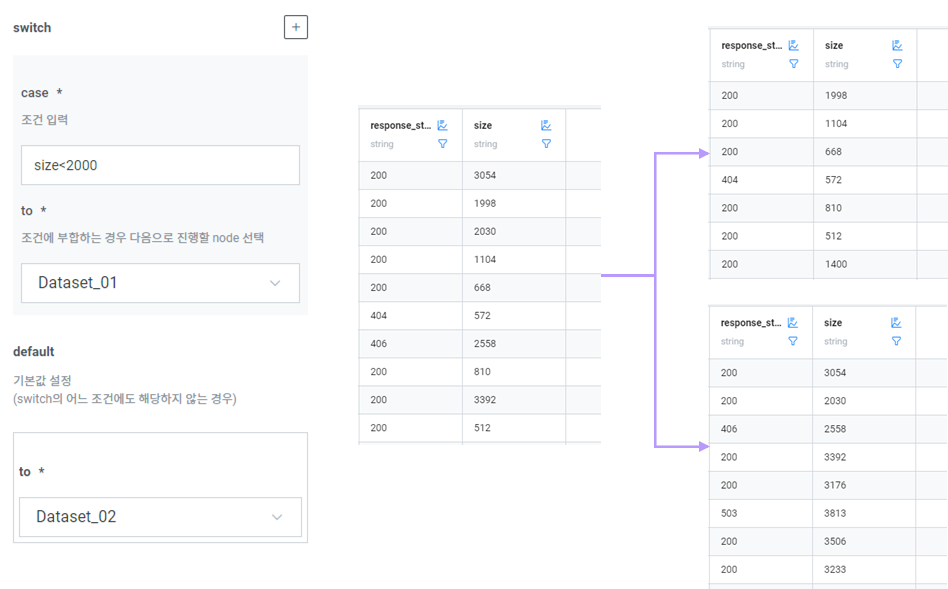 switch
+
case *
조건 입력
size<2000
to *
조건에 부합하는 경우 다음으로 진행할 node 선택
Dataset_01
default
기본값 설정
(switch의 어느 조건에도 해당하지 않는 경우)
to *
Dataset_02
response_st... size
string string
200 3054
200 1998
200 2030
200 1104
200 668
404 572
406 2558
200 810
200 3392
200 512
response_st... size
string string
200 1998
200 1104
200 668
404 572
200 810
200 512
200 1400
response_st... size
string string
200 3054
200 2030
406 2558
200 3392
200 3176
503 3813
200 3506
200 3233